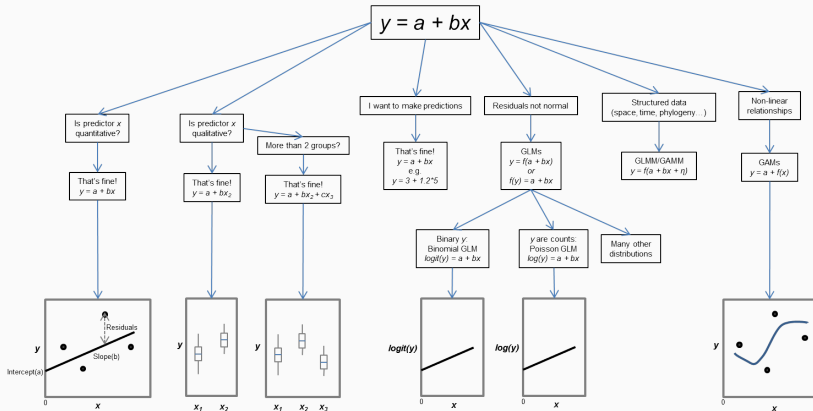 y = a + bx
Is predictor x
quantitative?
That's fine!
y = a + bx
Is predictor x
qualitative?
That's fine!
y = a + bx2
More than 2 groups?
That's fine!
y = a + bx2 + cx3
I want to make predictions
That's fine!
y = a + bx
e.g.
y = 3 + 1.2*5
Residuals not normal
GLMs
y = f(a + bx)
or
f(y) = a + bx
Binary y:
Binomial GLM
logit(y) = a + bx
y are counts:
Poisson GLM
log(y) = a + bx
Many other
distributions
Structured data
(space, time, phylogeny…)
GLMM/GAMM
y = f(a + bx + η)
Non-linear
relationships
GAMs
y = a + f(x)
y
Residuals
Slope(b)
Intercept(a)
0
x
y
x1 x2
y
x1 x2 x3
logit(y)
0
x
log(y)
0
x
y
0
x